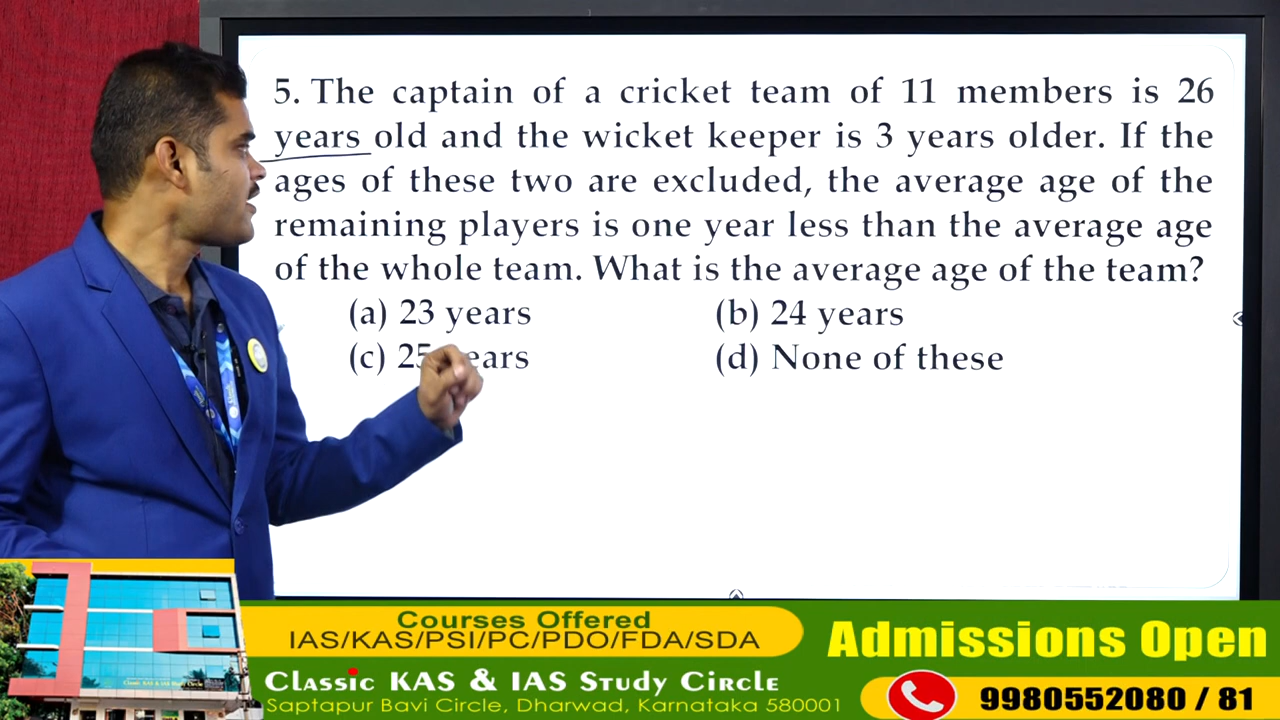 5. The captain of a cricket team of 11 members is 26
years old and the wicket keeper is 3 years older. If the
ages of these two are excluded, the average age of the
remaining players is one year less than the average age
of the whole team. What is the average age of the team?
(a) 23 years (b) 24 years
(c) 25 years (d) None of these
Courses Offered
IAS/KAS/PSI/PC/PDO/FDA/SDA
Classic KAS & IAS Study Circle
Saptapur Bavi Circle, Dharwad, Karnataka 580001
Admissions Open
9980552080 / 81